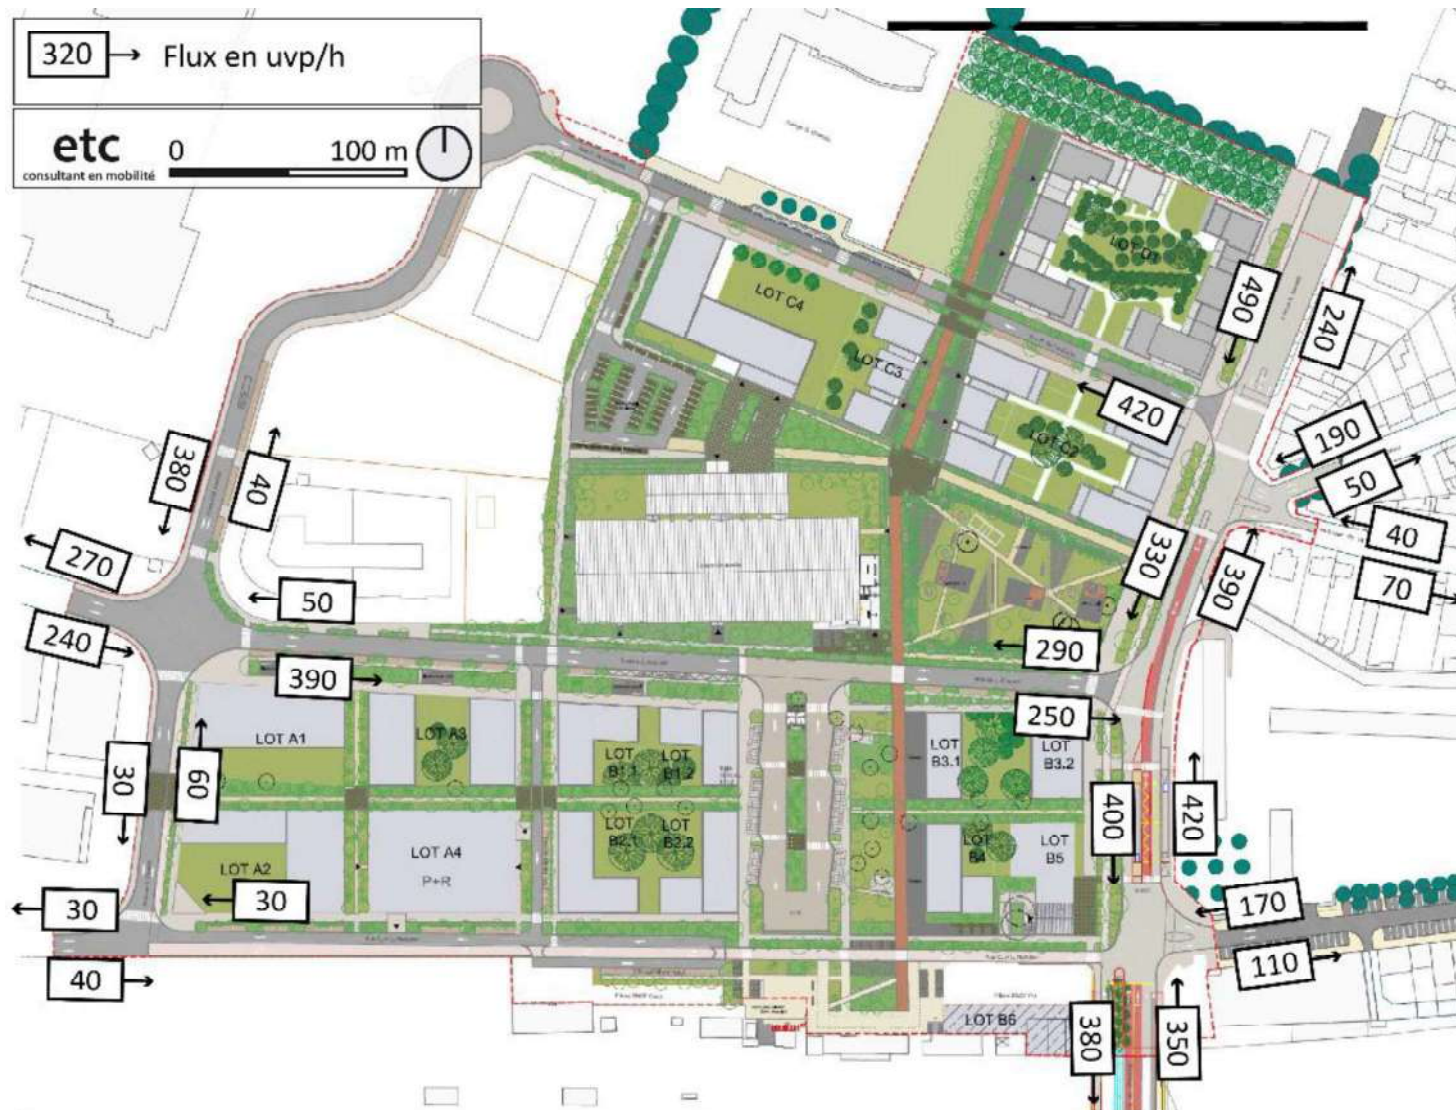 320 → Flux en uvp/h
etc
consultant en mobilité
0 100 m
LOT D1
490
240
LOT C4
LOT C3
420
LOT C2
190
50
40
70
380
40
270
50
240
330
390
290
390
250
LOT A1
LOT A3
LOT B1.1
LOT B1.2
LOT B3.1
LOT B3.2
30
60
400
420
LOT A2
LOT A4
P+R
LOT B2.1
LOT B2.2
LOT B4
LOT B5
30
30
170
40
110
LOT B6
380
350